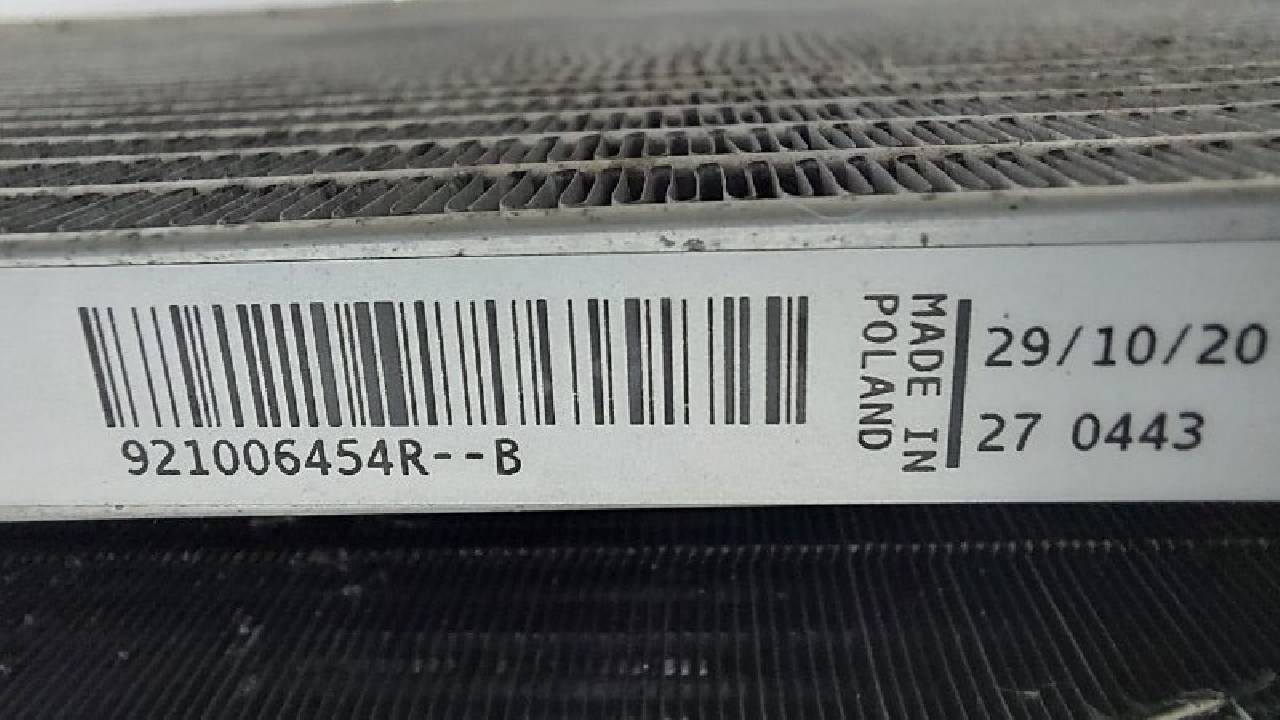 921006454R--B
MADE IN
POLAND
29/10/20
27 0443